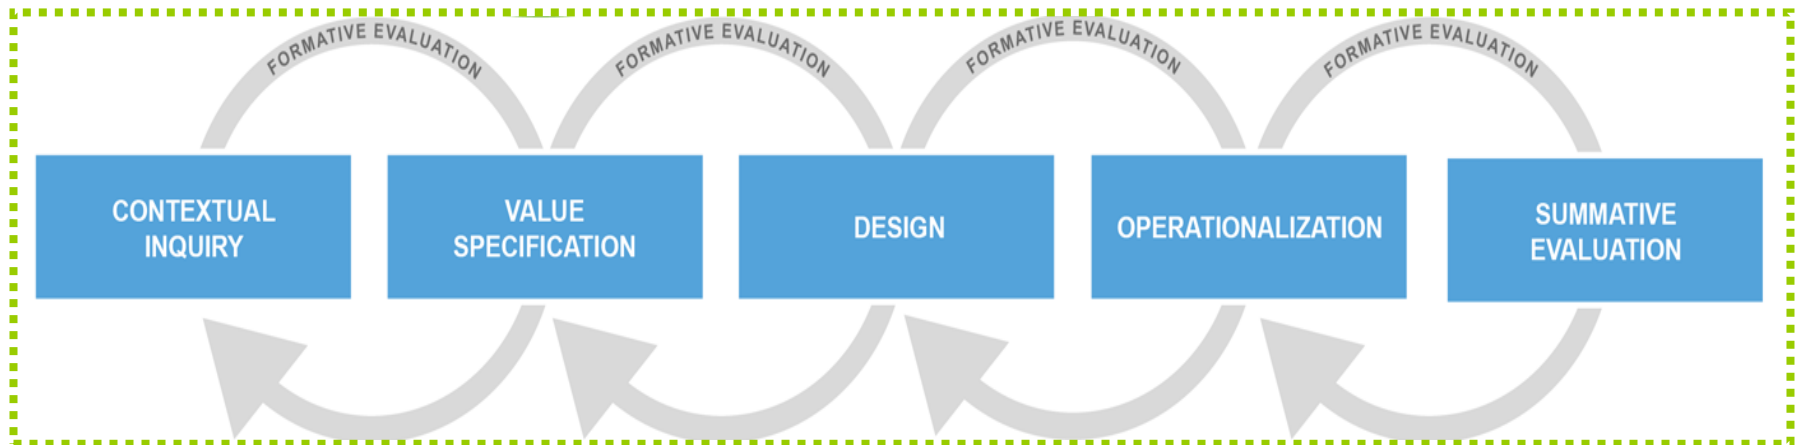 FORMATIVE EVALUATION
FORMATIVE EVALUATION
FORMATIVE EVALUATION
FORMATIVE EVALUATION
CONTEXTUAL
INQUIRY
VALUE
SPECIFICATION
DESIGN
OPERATIONALIZATION
SUMMATIVE
EVALUATION